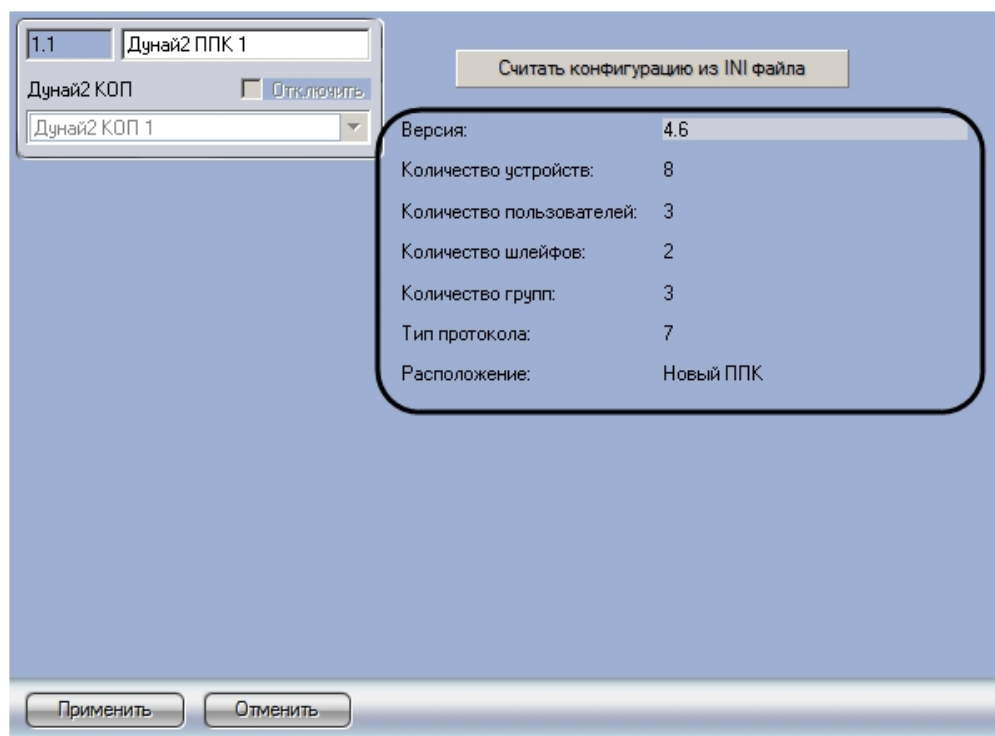 1.1 Дунай2 ППК 1
Дунай2 КОП Отключить
Дунай2 КОП 1
Считать конфигурацию из INI файла
Версия: 4.6
Количество устройств: 8
Количество пользователей: 3
Количество шлейфов: 2
Количество групп: 3
Тип протокола: 7
Расположение: Новый ППК
Применить Отменить